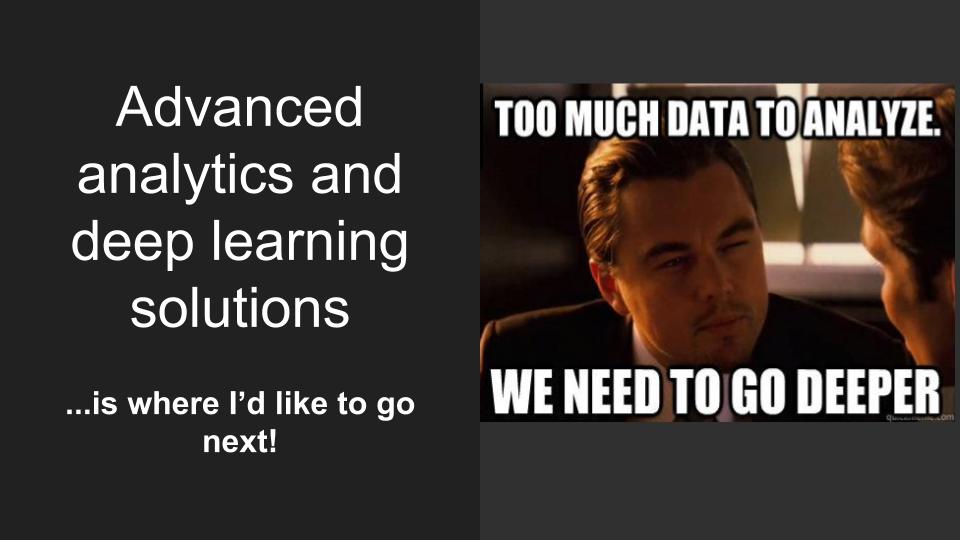 Advanced
analytics and
deep learning
solutions
...is where I’d like to go
next!
TOO MUCH DATA TO ANALYZE.
WE NEED TO GO DEEPER